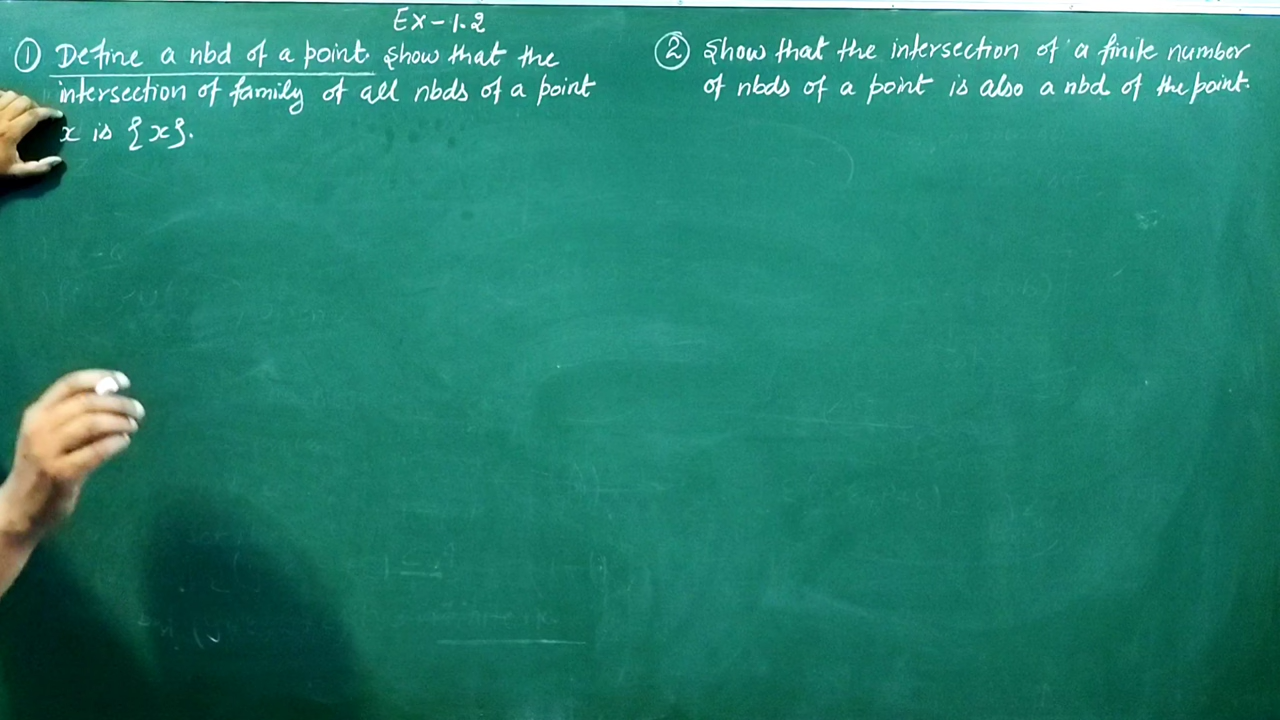 Ex-1.2
① Define a nbd of a point. Show that the
intersection of family of all nbds of a point
x is {x}.
② Show that the intersection of a finite number
of nbds of a point is also a nbd of the point.